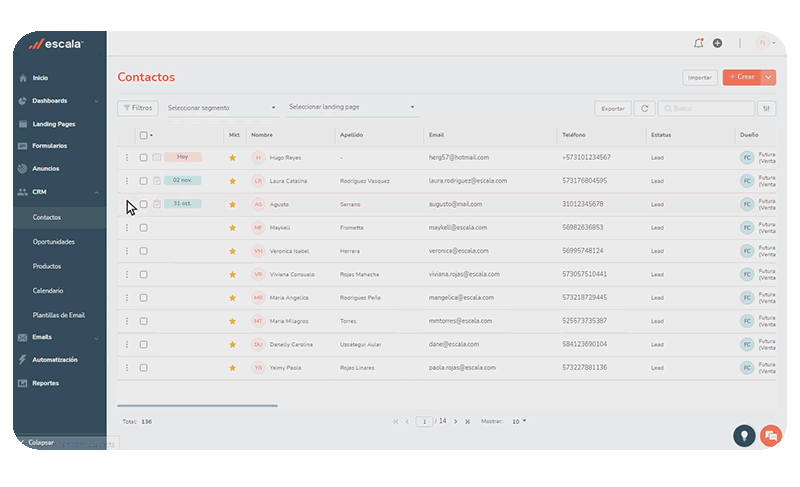 escala
Inicio
Dashboards
Landing Pages
Formularios
Anuncios
CRM
Contactos
Oportunidades
Productos
Calendario
Plantillas de Email
Emails
Automatización
Reportes
Colapsar
Contactos
Importar
+ Crear
Filtros
Seleccionar segmento
Seleccionar landing page
Exportar
Buscar...
Mkt Nombre Apellido Email Teléfono Estatus Dueño
Hoy H Hugo Reyes - herg57@hotmail.com +573101234567 Lead FC Futura (Venta
02 nov. LR Laura Catalina Rodríguez Vasquez laura.rodriguez@escala.com 573176804595 Lead FC Futura (Venta
31 oct. AS Agusto Serrano augusto@mail.com 31012345678 Lead FC Futura (Venta
MF Maykell Frometta maykell@escala.com 56982636853 Lead FC Futura (Venta
VH Veronica Isabel Herrera veronica@escala.com 56995748124 Lead FC Futura (Venta
VR Viviana Consuelo Rojas Mahecha viviana.rojas@escala.com 573057510441 Lead FC Futura (Venta
MR Maria Angelica Rodriguez Peña mangelica@escala.com 573218729445 Lead FC Futura (Venta
MT Maria Milagros Torres mmtorres@escala.com 525573735387 Lead FC Futura (Venta
DU Danelly Carolina Uzcátegui Aular dane@escala.com 584123690104 Lead FC Futura (Venta
YR Yeimy Paola Rojas Linares paola.rojas@escala.com 573227881136 Lead FC Futura (Venta
Total: 136
1 / 14
Mostrar: 10